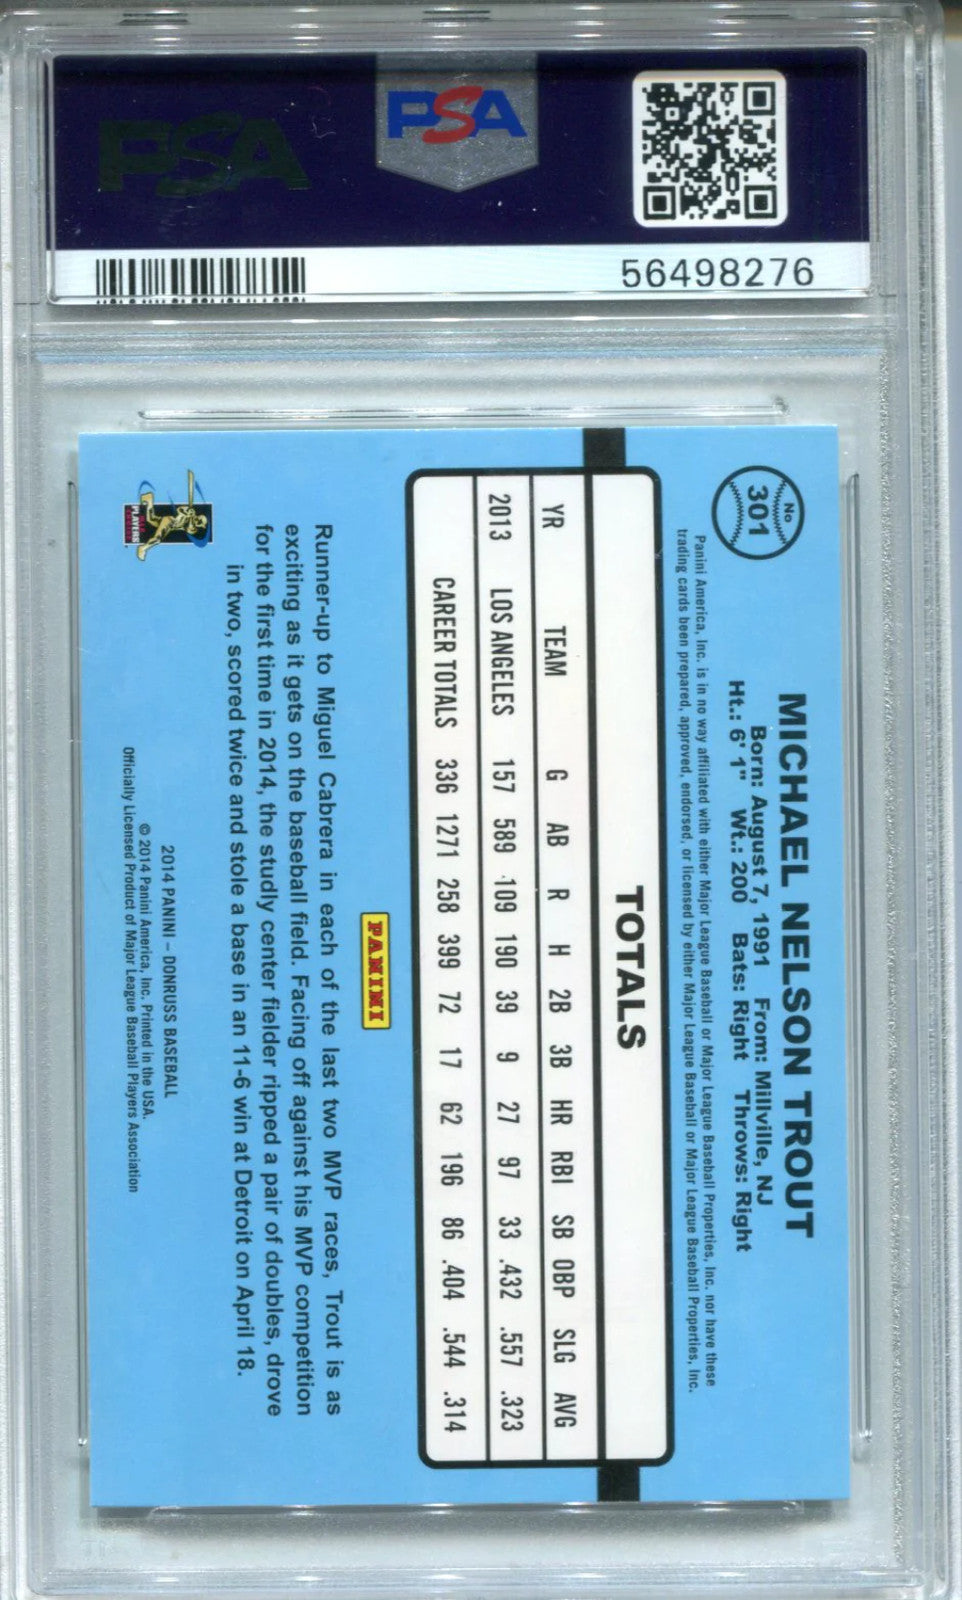 PSA
PSA
56498276
No
301
MICHAEL NELSON TROUT
Born: August 7, 1991 From: Millville, NJ
Ht.: 6' 1" Wt.: 200 Bats: Right Throws: Right
Panini America, Inc. is in no way affiliated with either Major League Baseball or Major League Baseball Properties, Inc. nor have these
trading cards been prepared, approved, endorsed, or licensed by either Major League Baseball or Major League Baseball Properties, Inc.
TOTALS
YR TEAM G AB R H 2B 3B HR RBI SB OBP SLG AVG
2013 LOS ANGELES 157 589 109 190 39 9 27 97 33 .432 .557 .323
CAREER TOTALS 336 1271 258 399 72 17 62 196 86 .404 .544 .314
PANINI
Runner-up to Miguel Cabrera in each of the last two MVP races, Trout is as
exciting as it gets on the baseball field. Facing off against his MVP competition
for the first time in 2014, the studly center fielder ripped a pair of doubles, drove
in two, scored twice and stole a base in an 11-6 win at Detroit on April 18.
PLAYERS
2014 PANINI – DONRUSS BASEBALL
© 2014 Panini America, Inc. Printed in the USA.
Officially Licensed Product of Major League Baseball Players Association